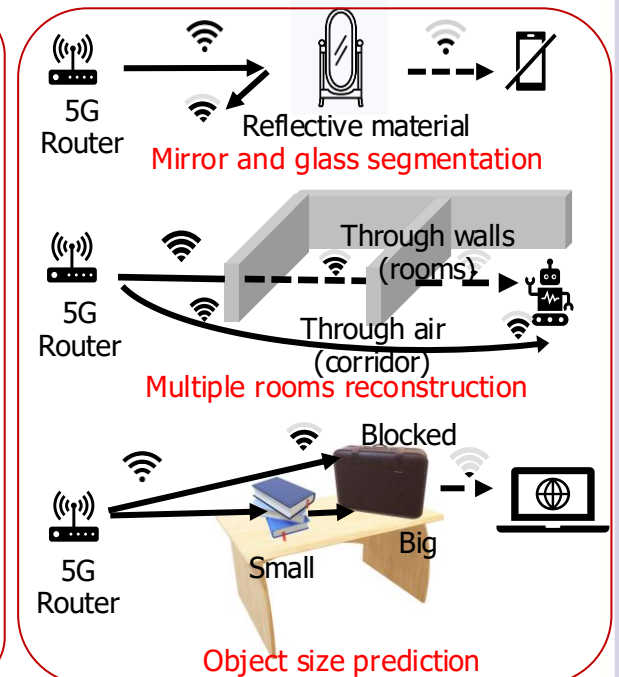 5G
Router
Reflective material
Mirror and glass segmentation
Through walls
(rooms)
5G
Router
Through air
(corridor)
Multiple rooms reconstruction
Blocked
5G
Router
Small
Big
Object size prediction